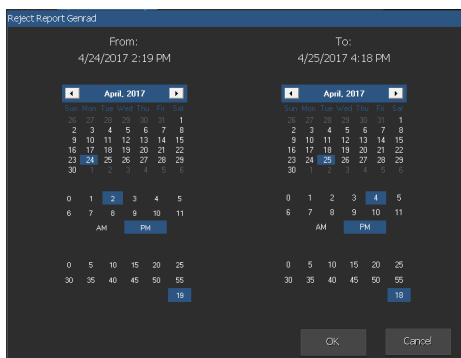 Reject Report Genrad
From: To:
4/24/2017 2:19 PM 4/25/2017 4:18 PM
April, 2017 April, 2017
Sun Mon Tue Wed Thu Fri Sat Sun Mon Tue Wed Thu Fri Sat
26 27 28 29 30 31 1 26 27 28 29 30 31 1
2 3 4 5 6 7 8 2 3 4 5 6 7 8
9 10 11 12 13 14 15 9 10 11 12 13 14 15
16 17 18 19 20 21 22 16 17 18 19 20 21 22
23 24 25 26 27 28 29 23 24 25 26 27 28 29
30 1 2 3 4 5 6 30 1 2 3 4 5 6
0 1 2 3 4 5 0 1 2 3 4 5
6 7 8 9 10 11 6 7 8 9 10 11
AM PM AM PM
0 5 10 15 20 25 0 5 10 15 20 25
30 35 40 45 50 55 30 35 40 45 50 55
19 18
OK Cancel